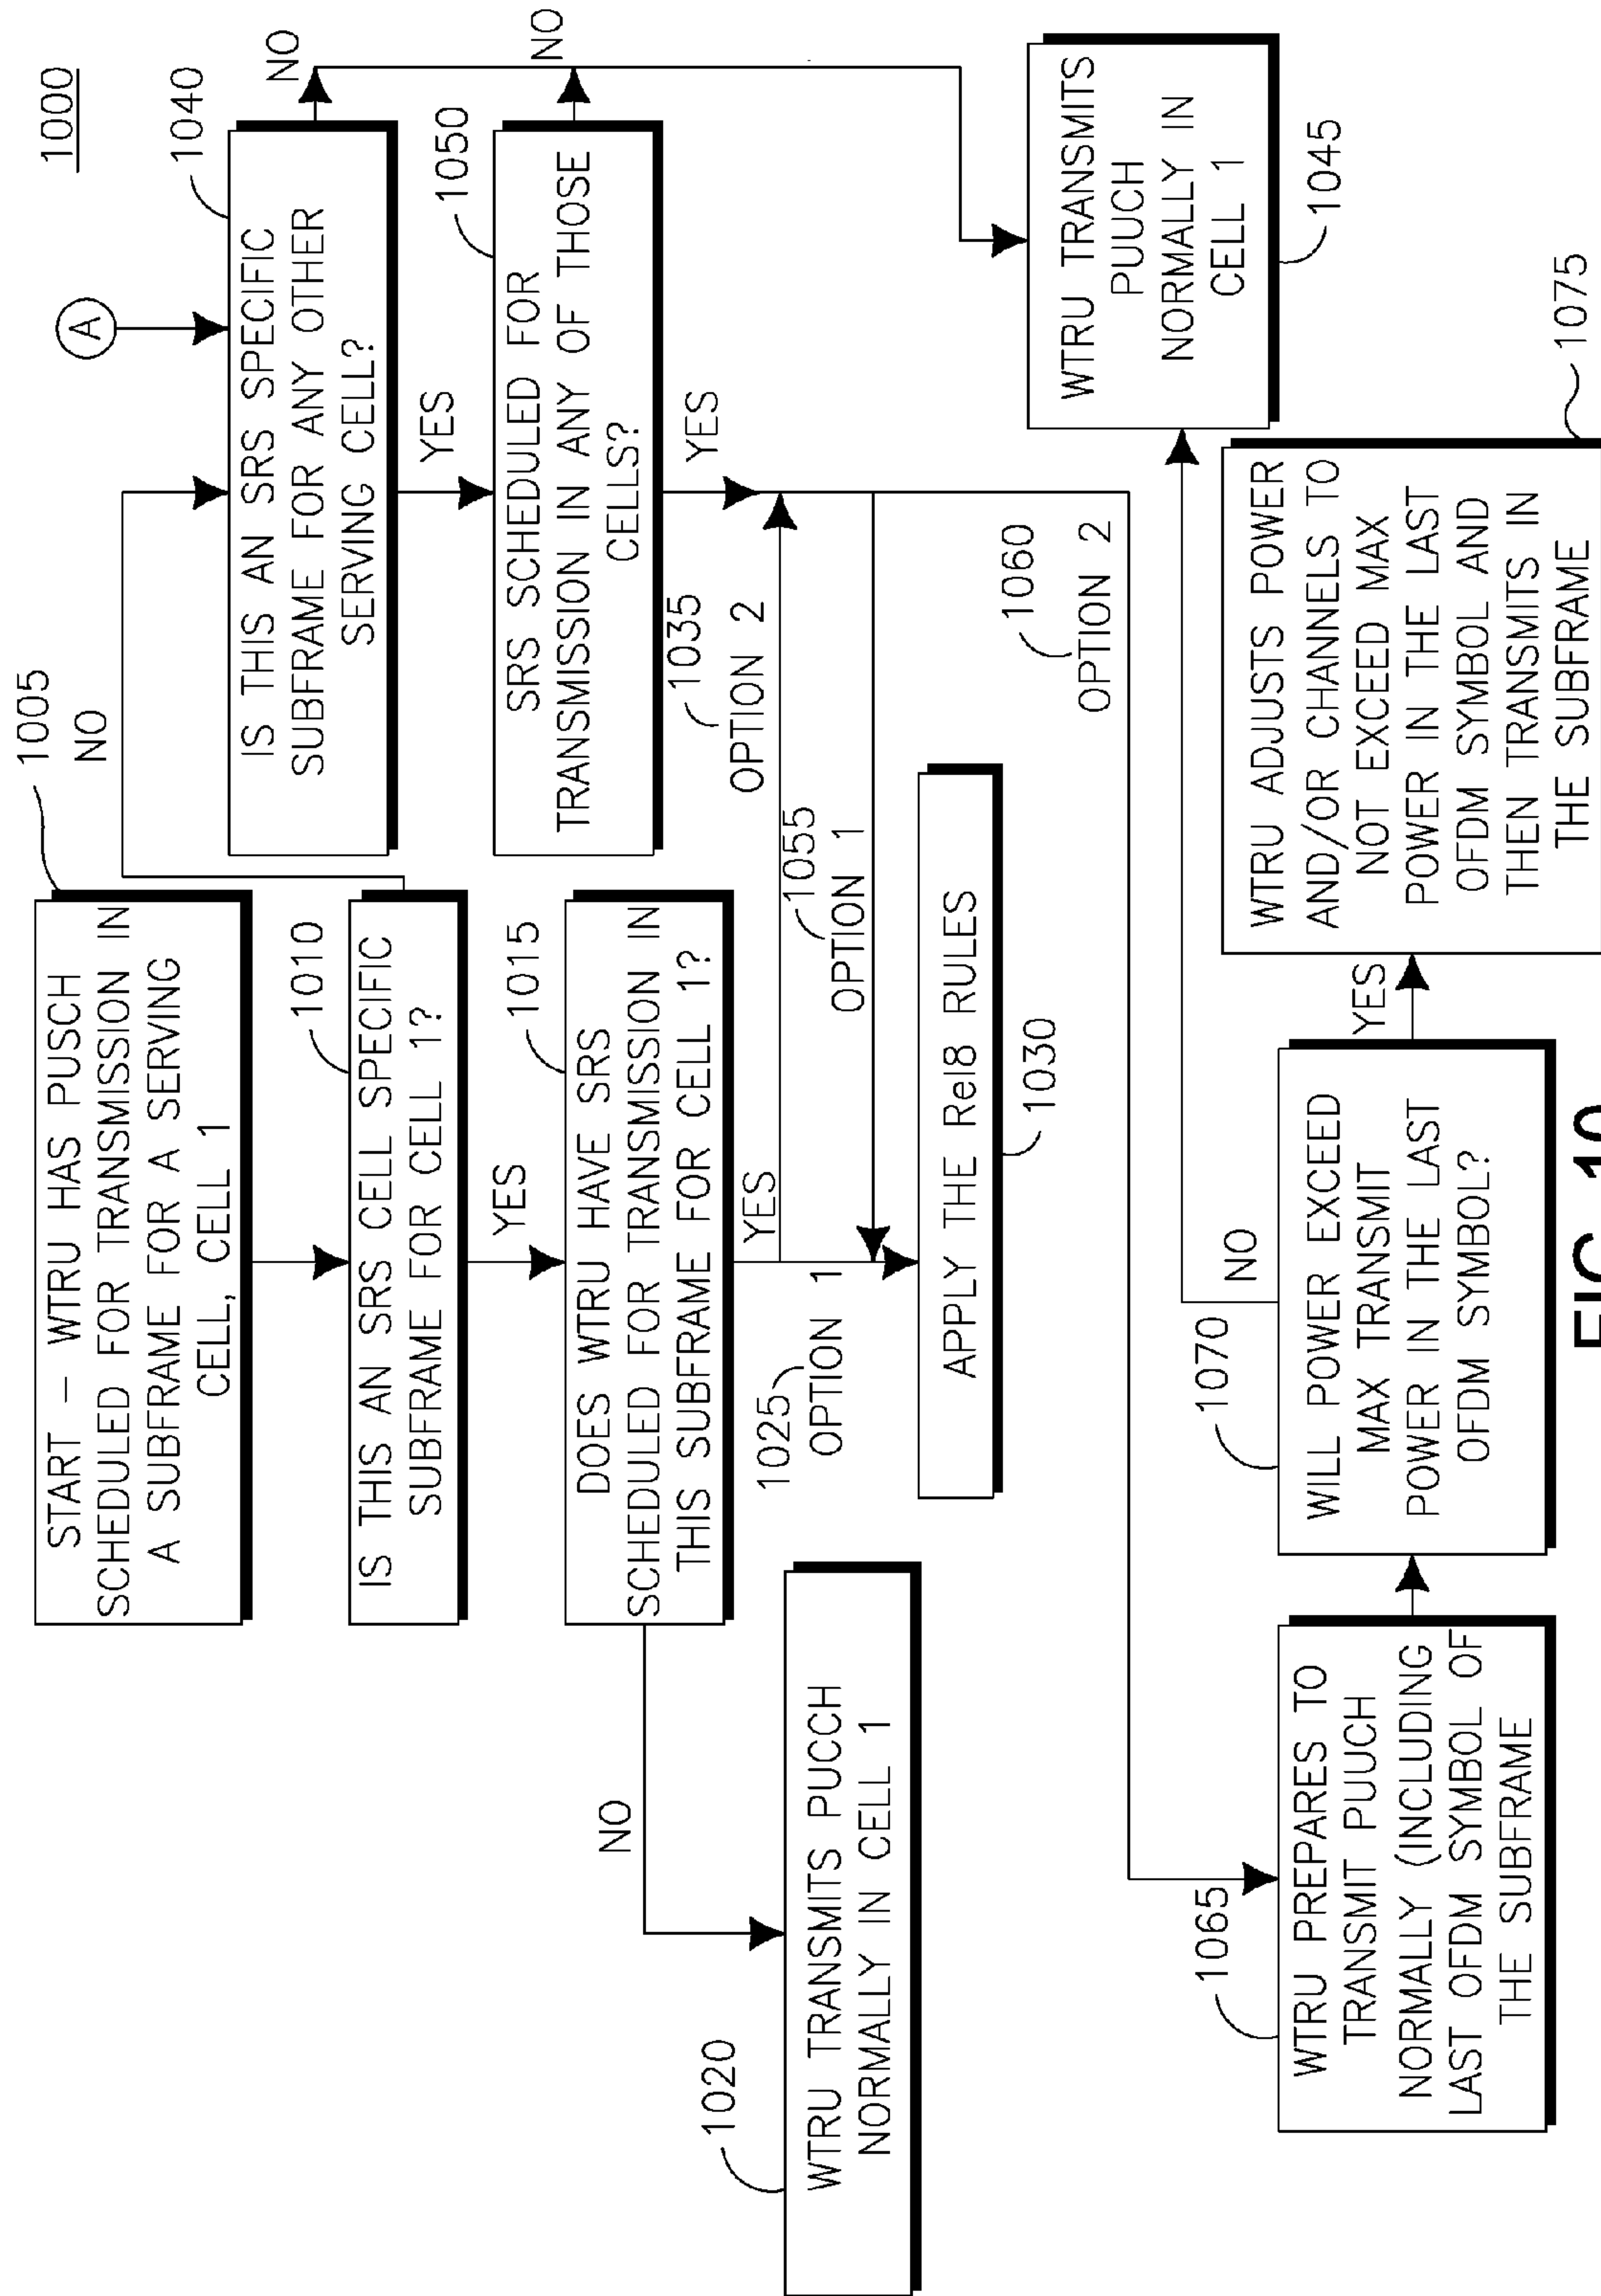 1000
START – WTRU HAS PUSCH
SCHEDULED FOR TRANSMISSION IN
A SUBFRAME FOR A SERVING
CELL, CELL 1
1005
NO
IS THIS AN SRS CELL SPECIFIC
SUBFRAME FOR CELL 1?
1010
YES
DOES WTRU HAVE SRS
SCHEDULED FOR TRANSMISSION IN
THIS SUBFRAME FOR CELL 1?
1015
NO
WTRU TRANSMITS PUCCH
NORMALLY IN CELL 1
1020
YES
1025
OPTION 1
APPLY THE Rel8 RULES
1030
1035
OPTION 2
A
IS THIS AN SRS SPECIFIC
SUBFRAME FOR ANY OTHER
SERVING CELL?
1040
NO
YES
SRS SCHEDULED FOR
TRANSMISSION IN ANY OF THOSE
CELLS?
1050
NO
YES
1055
OPTION 1
1060
OPTION 2
WTRU TRANSMITS
PUUCH
NORMALLY IN
CELL 1
1045
WTRU PREPARES TO
TRANSMIT PUUCH
NORMALLY (INCLUDING
LAST OFDM SYMBOL OF
THE SUBFRAME
1065
WILL POWER EXCEED
MAX TRANSMIT
POWER IN THE LAST
OFDM SYMBOL?
1070
NO
YES
WTRU ADJUSTS POWER
AND/OR CHANNELS TO
NOT EXCEED MAX
POWER IN THE LAST
OFDM SYMBOL AND
THEN TRANSMITS IN
THE SUBFRAME
1075
FIG. 10